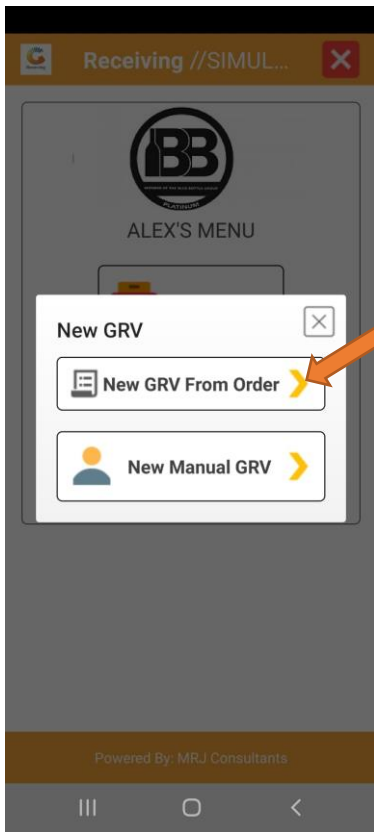 Receiving //SIMUL...
BB
PLATINUM
ALEX'S MENU
New GRV
New GRV From Order
New Manual GRV
Powered By: MRJ Consultants